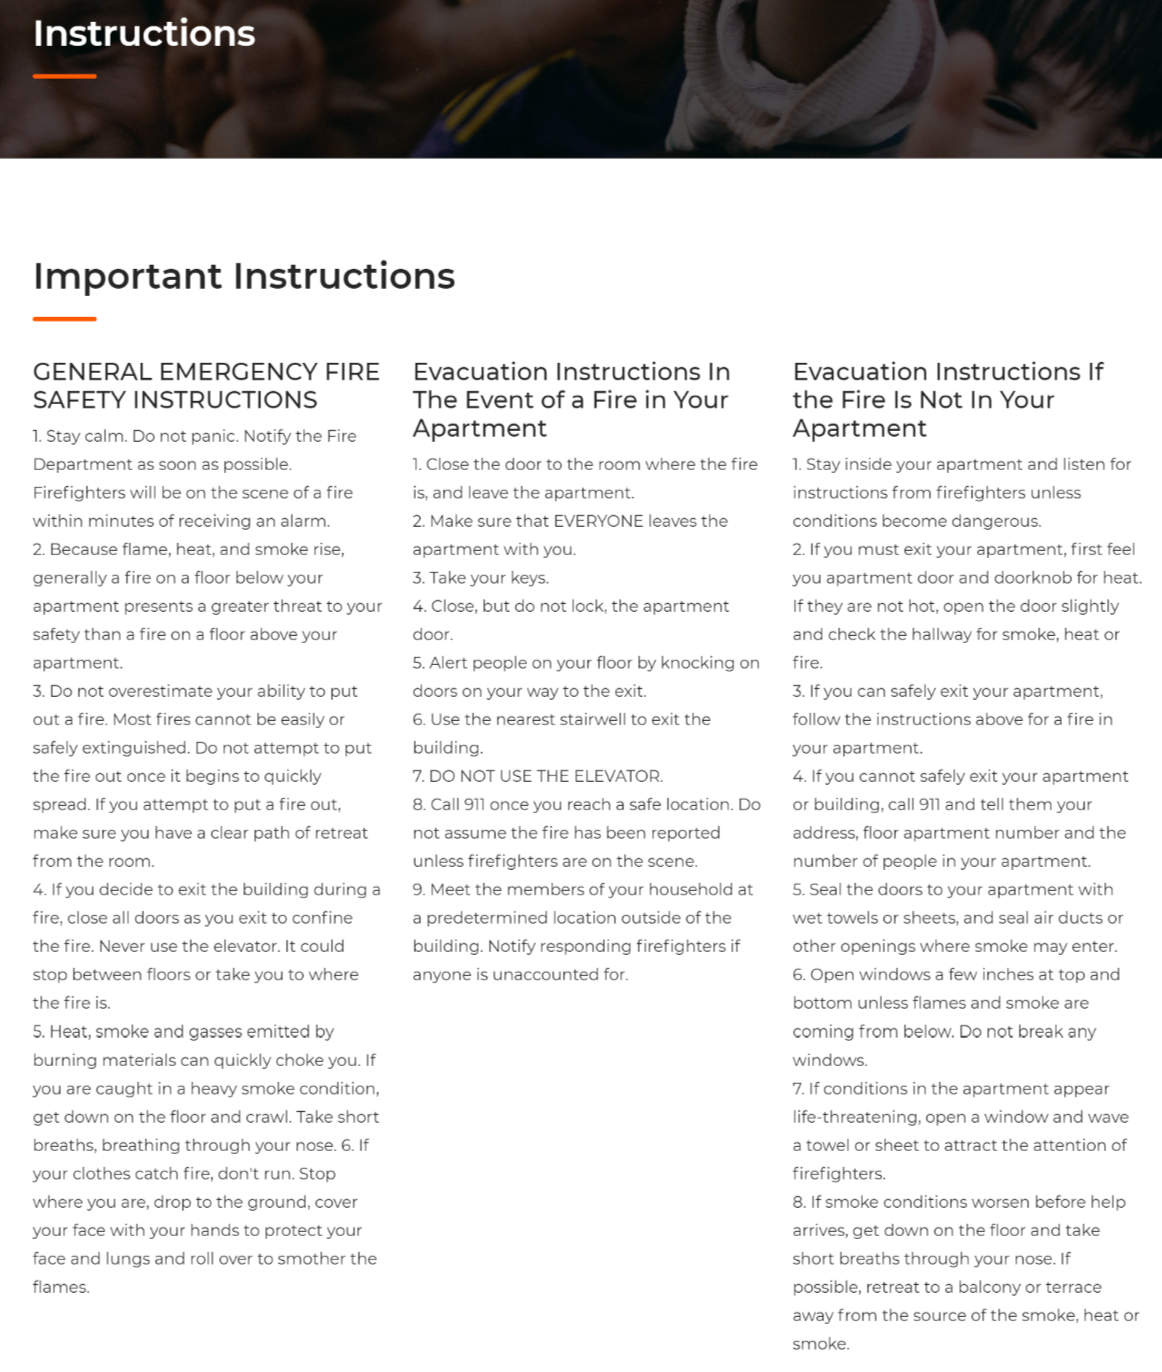 Instructions
Important Instructions
GENERAL EMERGENCY FIRE
SAFETY INSTRUCTIONS
1. Stay calm. Do not panic. Notify the Fire
Department as soon as possible.
Firefighters will be on the scene of a fire
within minutes of receiving an alarm.
2. Because flame, heat, and smoke rise,
generally a fire on a floor below your
apartment presents a greater threat to your
safety than a fire on a floor above your
apartment.
3. Do not overestimate your ability to put
out a fire. Most fires cannot be easily or
safely extinguished. Do not attempt to put
the fire out once it begins to quickly
spread. If you attempt to put a fire out,
make sure you have a clear path of retreat
from the room.
4. If you decide to exit the building during a
fire, close all doors as you exit to confine
the fire. Never use the elevator. It could
stop between floors or take you to where
the fire is.
5. Heat, smoke and gasses emitted by
burning materials can quickly choke you. If
you are caught in a heavy smoke condition,
get down on the floor and crawl. Take short
breaths, breathing through your nose. 6. If
your clothes catch fire, don't run. Stop
where you are, drop to the ground, cover
your face with your hands to protect your
face and lungs and roll over to smother the
flames.
Evacuation Instructions In
The Event of a Fire in Your
Apartment
1. Close the door to the room where the fire
is, and leave the apartment.
2. Make sure that EVERYONE leaves the
apartment with you.
3. Take your keys.
4. Close, but do not lock, the apartment
door.
5. Alert people on your floor by knocking on
doors on your way to the exit.
6. Use the nearest stairwell to exit the
building.
7. DO NOT USE THE ELEVATOR.
8. Call 911 once you reach a safe location. Do
not assume the fire has been reported
unless firefighters are on the scene.
9. Meet the members of your household at
a predetermined location outside of the
building. Notify responding firefighters if
anyone is unaccounted for.
Evacuation Instructions If
the Fire Is Not In Your
Apartment
1. Stay inside your apartment and listen for
instructions from firefighters unless
conditions become dangerous.
2. If you must exit your apartment, first feel
you apartment door and doorknob for heat.
If they are not hot, open the door slightly
and check the hallway for smoke, heat or
fire.
3. If you can safely exit your apartment,
follow the instructions above for a fire in
your apartment.
4. If you cannot safely exit your apartment
or building, call 911 and tell them your
address, floor apartment number and the
number of people in your apartment.
5. Seal the doors to your apartment with
wet towels or sheets, and seal air ducts or
other openings where smoke may enter.
6. Open windows a few inches at top and
bottom unless flames and smoke are
coming from below. Do not break any
windows.
7. If conditions in the apartment appear
life-threatening, open a window and wave
a towel or sheet to attract the attention of
firefighters.
8. If smoke conditions worsen before help
arrives, get down on the floor and take
short breaths through your nose. If
possible, retreat to a balcony or terrace
away from the source of the smoke, heat or
smoke.